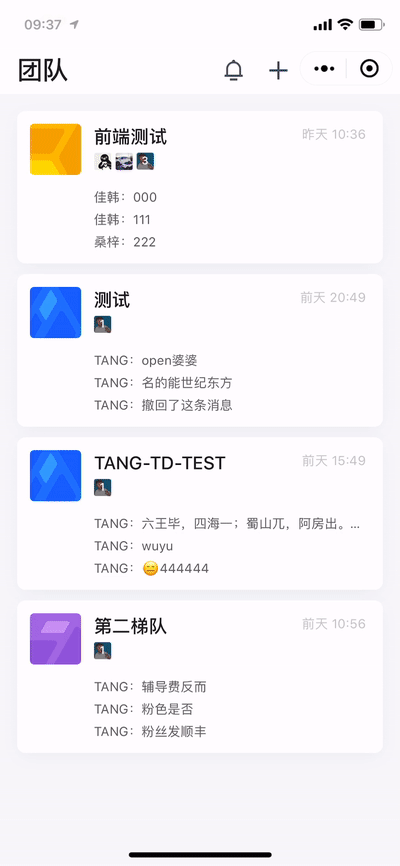 09:37
团队
前端测试
昨天 10:36
3
佳韩：000
佳韩：111
桑梓：222
测试
前天 20:49
1
TANG：open婆婆
TANG：名的能世纪东方
TANG：撤回了这条消息
TANG-TD-TEST
前天 15:49
1
TANG：六王毕，四海一；蜀山兀，阿房出。...
TANG：wuyu
TANG：😑444444
第二梯队
前天 10:56
1
TANG：辅导费反而
TANG：粉色是否
TANG：粉丝发顺丰